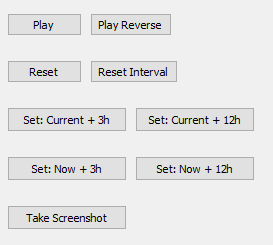 Play Play Reverse
Reset Reset Interval
Set: Current + 3h Set: Current + 12h
Set: Now + 3h Set: Now + 12h
Take Screenshot